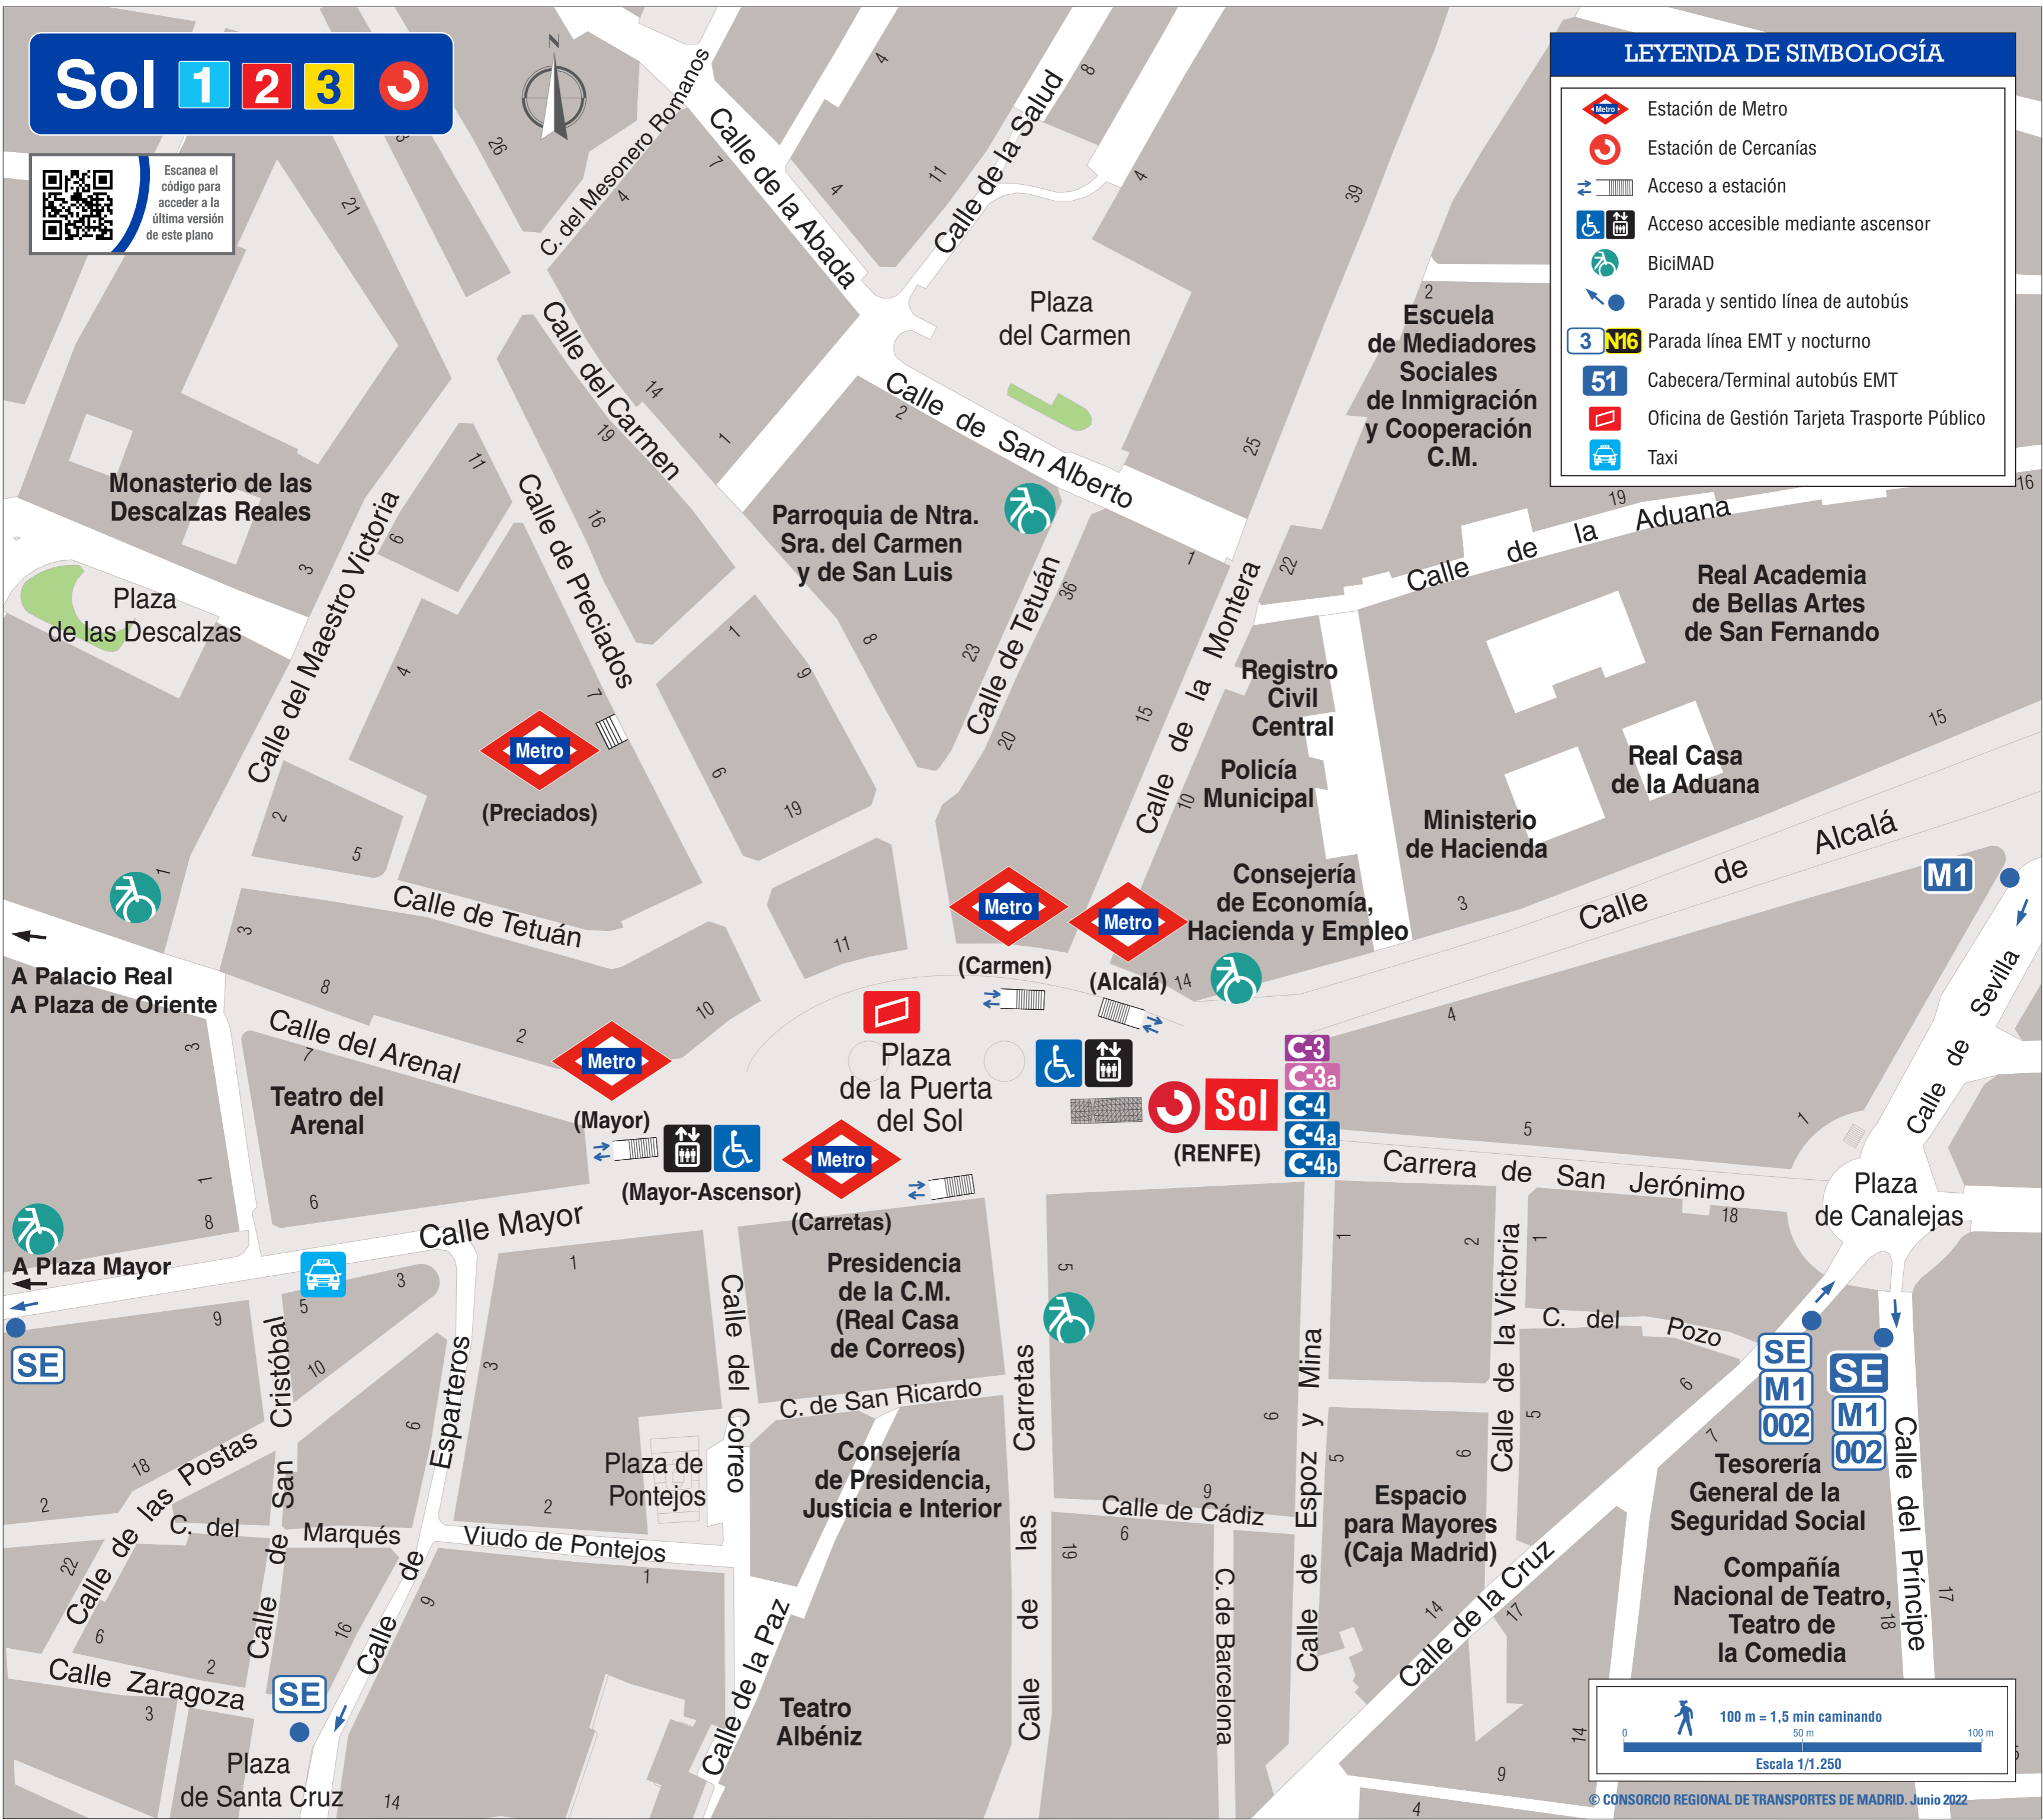 Sol 1 2 3
Escanea el
código para
acceder a la
última versión
de este plano
N
LEYENDA DE SIMBOLOGÍA
Metro Estación de Metro
Estación de Cercanías
Acceso a estación
Acceso accesible mediante ascensor
BiciMAD
Parada y sentido línea de autobús
3 N16 Parada línea EMT y nocturno
51 Cabecera/Terminal autobús EMT
Oficina de Gestión Tarjeta Trasporte Público
Taxi
C. del Mesonero Romanos
Calle de la Abada
Calle de la Salud
Plaza
del Carmen
Calle del Carmen
Calle de San Alberto
Escuela
de Mediadores
Sociales
de Inmigración
y Cooperación
C.M.
Monasterio de las
Descalzas Reales
Plaza
de las Descalzas
Calle del Maestro Victoria
Calle de Preciados
Parroquia de Ntra.
Sra. del Carmen
y de San Luis
Calle de Tetuán
Calle de la Montera
Calle de la Aduana
Real Academia
de Bellas Artes
de San Fernando
Registro
Civil
Central
Policía
Municipal
Real Casa
de la Aduana
Ministerio
de Hacienda
Calle de Alcalá
Consejería
de Economía,
Hacienda y Empleo
Metro
(Preciados)
Calle de Tetuán
Metro
(Carmen)
Metro
(Alcalá)
M1
Calle de Sevilla
A Palacio Real
A Plaza de Oriente
Calle del Arenal
Teatro del
Arenal
Metro
(Mayor)
(Mayor-Ascensor)
Metro
(Carretas)
Plaza
de la Puerta
del Sol
Sol
(RENFE)
C-3
C-3a
C-4
C-4a
C-4b
Carrera de San Jerónimo
Plaza
de Canalejas
Calle Mayor
A Plaza Mayor
SE
Presidencia
de la C.M.
(Real Casa
de Correos)
Calle del Correo
C. de San Ricardo
Calle de las Carretas
Calle de Espoz y Mina
Calle de la Victoria
C. del Pozo
SE
M1
002
SE
M1
002
Calle del Príncipe
Calle de San Cristóbal
Calle de Esparteros
Calle de las Postas
C. del Marqués
Viudo de Pontejos
Plaza de
Pontejos
Consejería
de Presidencia,
Justicia e Interior
Calle de Cádiz
C. de Barcelona
Espacio
para Mayores
(Caja Madrid)
Calle de la Cruz
Tesorería
General de la
Seguridad Social
Compañía
Nacional de Teatro,
Teatro de
la Comedia
Calle Zaragoza
SE
Plaza
de Santa Cruz
Calle de la Paz
Teatro
Albéniz
100 m = 1,5 min caminando
0 50 m 100 m
Escala 1/1.250
© CONSORCIO REGIONAL DE TRANSPORTES DE MADRID. Junio 2022